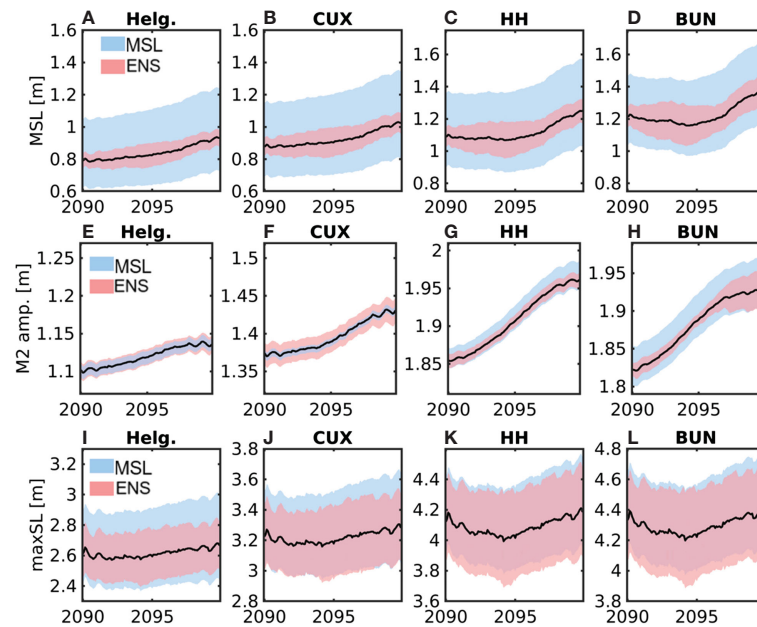 A Helg. B CUX C HH D BUN
MSL [m]
1.6 1.4 1.2 1 0.8 0.6
MSL
ENS
1.6 1.4 1.2 1 0.8 0.6
1.6 1.4 1.2 1 0.8
1.6 1.4 1.2 1 0.8
2090 2095 2090 2095 2090 2095 2090 2095
E Helg. F CUX G HH H BUN
M2 amp. [m]
1.25 1.2 1.15 1.1
MSL
ENS
1.5 1.45 1.4 1.35
2 1.95 1.9 1.85
1.95 1.9 1.85 1.8
2090 2095 2090 2095 2090 2095 2090 2095
I Helg. J CUX K HH L BUN
maxSL [m]
3.2 3 2.8 2.6 2.4 2.2
MSL
ENS
3.8 3.6 3.4 3.2 3 2.8
4.4 4.2 4 3.8 3.6
4.8 4.6 4.4 4.2 4 3.8
2090 2095 2090 2095 2090 2095 2090 2095